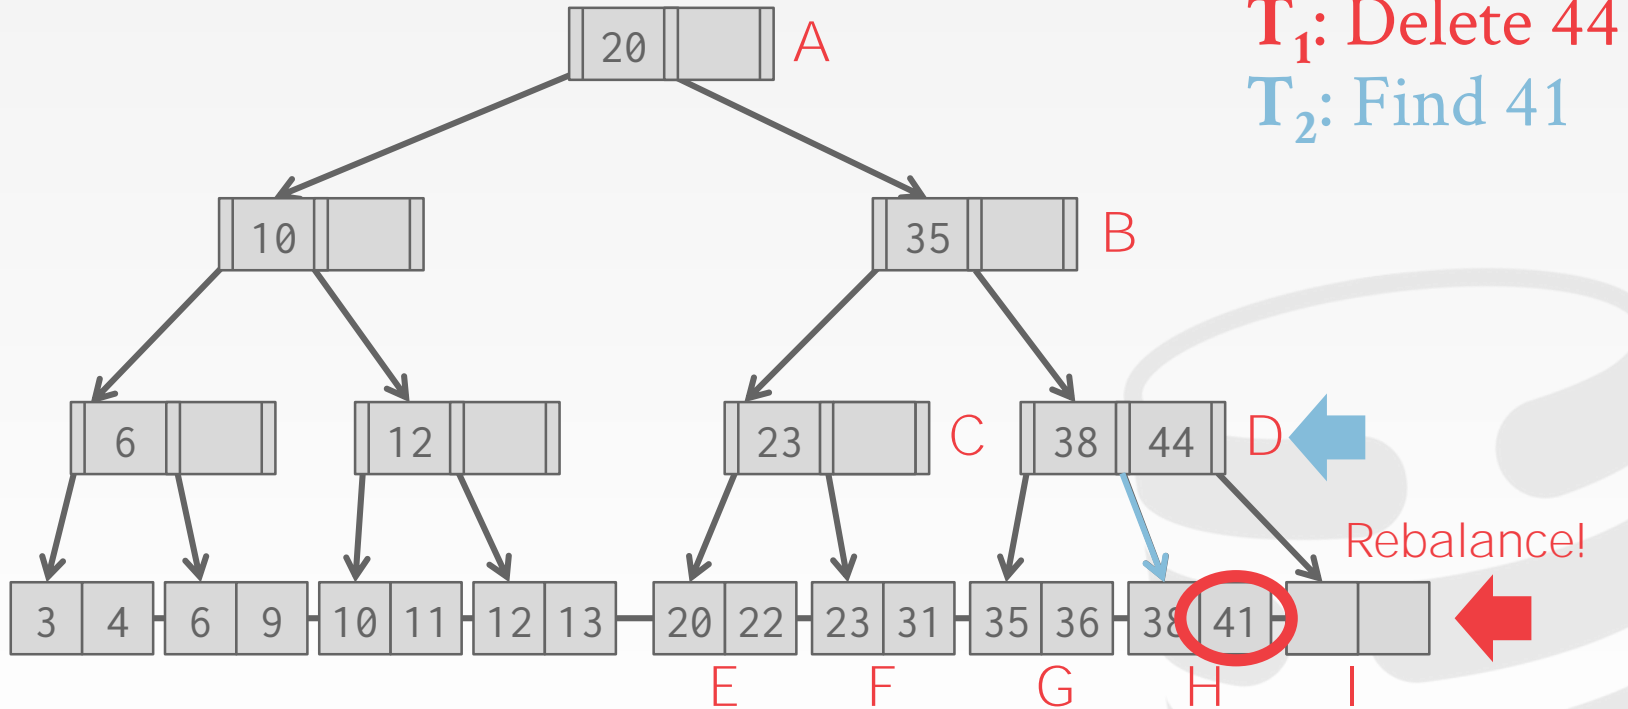 T1: Delete 44
20 A
T2: Find 41
10 35 B
6 12 23 C 38 44 D
Rebalance!
3 4 6 9 10 11 12 13 20 22 23 31 35 36 38 41
E F G H I